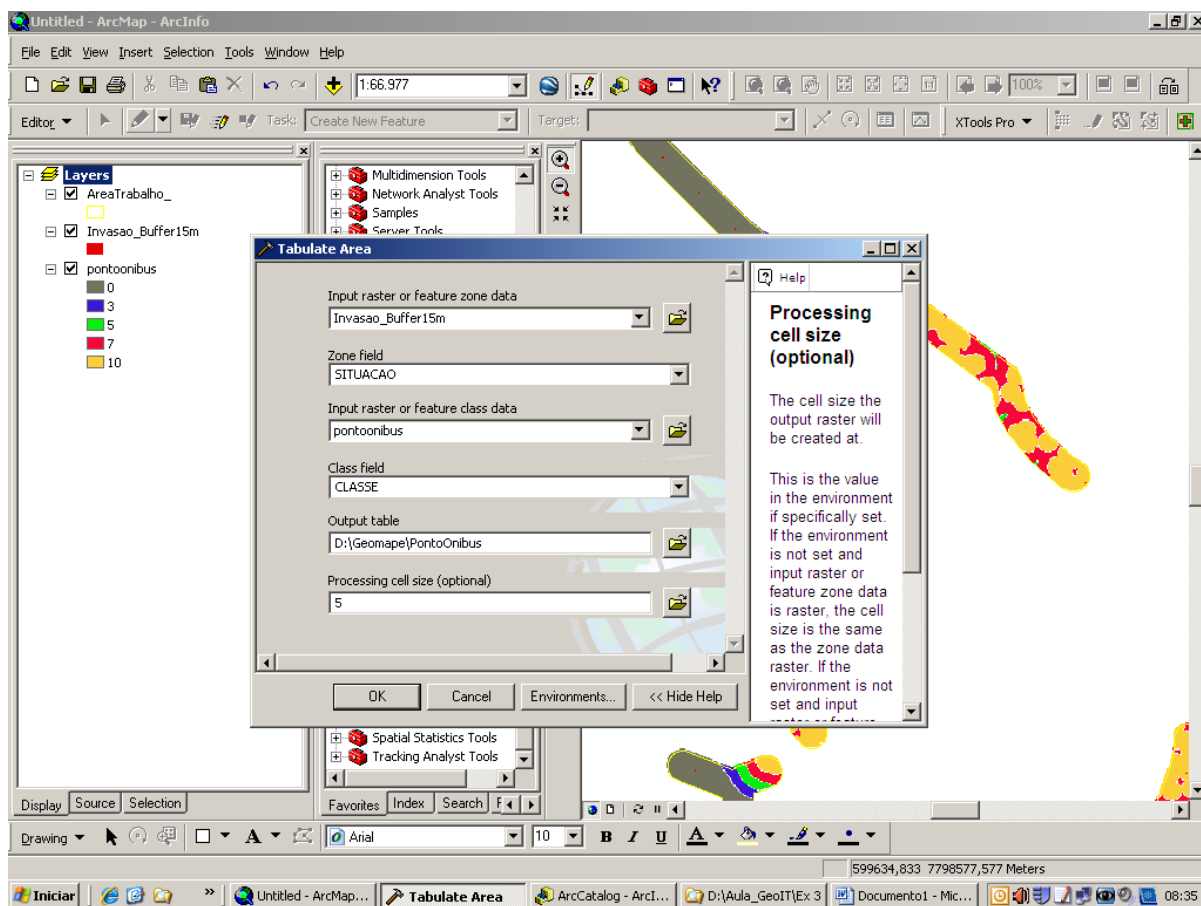 Untitled - ArcMap - ArcInfo
File Edit View Insert Selection Tools Window Help
1:66.977
100%
Editor
Task:
Create New Feature
Target:
XTools Pro
Layers
AreaTrabalho_
Invasao_Buffer15m
pontoonibus
0
3
5
7
10
Multidimension Tools
Network Analyst Tools
Samples
Server Tools
Tabulate Area
Input raster or feature zone data
Invasao_Buffer15m
Zone field
SITUACAO
Input raster or feature class data
pontoonibus
Class field
CLASSE
Output table
D:\Geomape\PontoOnibus
Processing cell size (optional)
5
OK
Cancel
Environments...
<< Hide Help
Help
Processing
cell size
(optional)
The cell size the
output raster will
be created at.
This is the value
in the environment
if specifically set.
If the environment
is not set and
input raster or
feature zone data
is raster, the cell
size is the same
as the zone data
raster. If the
environment is not
set and input
raster or feature
Spatial Statistics Tools
Tracking Analyst Tools
Display Source Selection
Favorites Index Search
Drawing
A
Arial
10
B I U A
599634,833 7798577,577 Meters
Iniciar
»
Untitled - ArcMap...
Tabulate Area
ArcCatalog - ArcI...
D:\Aula_GeoIT\Ex 3
Documento1 - Mic...
08:35